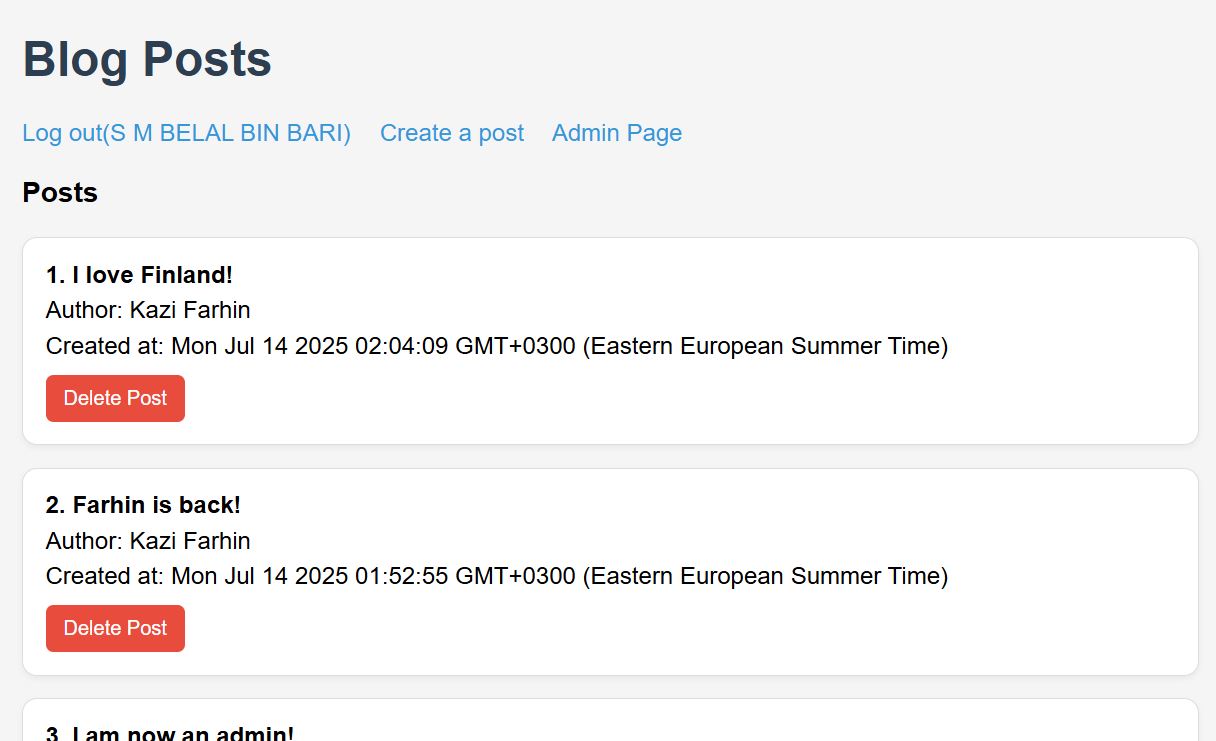 Blog Posts
Log out(S M BELAL BIN BARI) Create a post Admin Page
Posts
1. I love Finland!
Author: Kazi Farhin
Created at: Mon Jul 14 2025 02:04:09 GMT+0300 (Eastern European Summer Time)
Delete Post
2. Farhin is back!
Author: Kazi Farhin
Created at: Mon Jul 14 2025 01:52:55 GMT+0300 (Eastern European Summer Time)
Delete Post
3. I am now an admin!